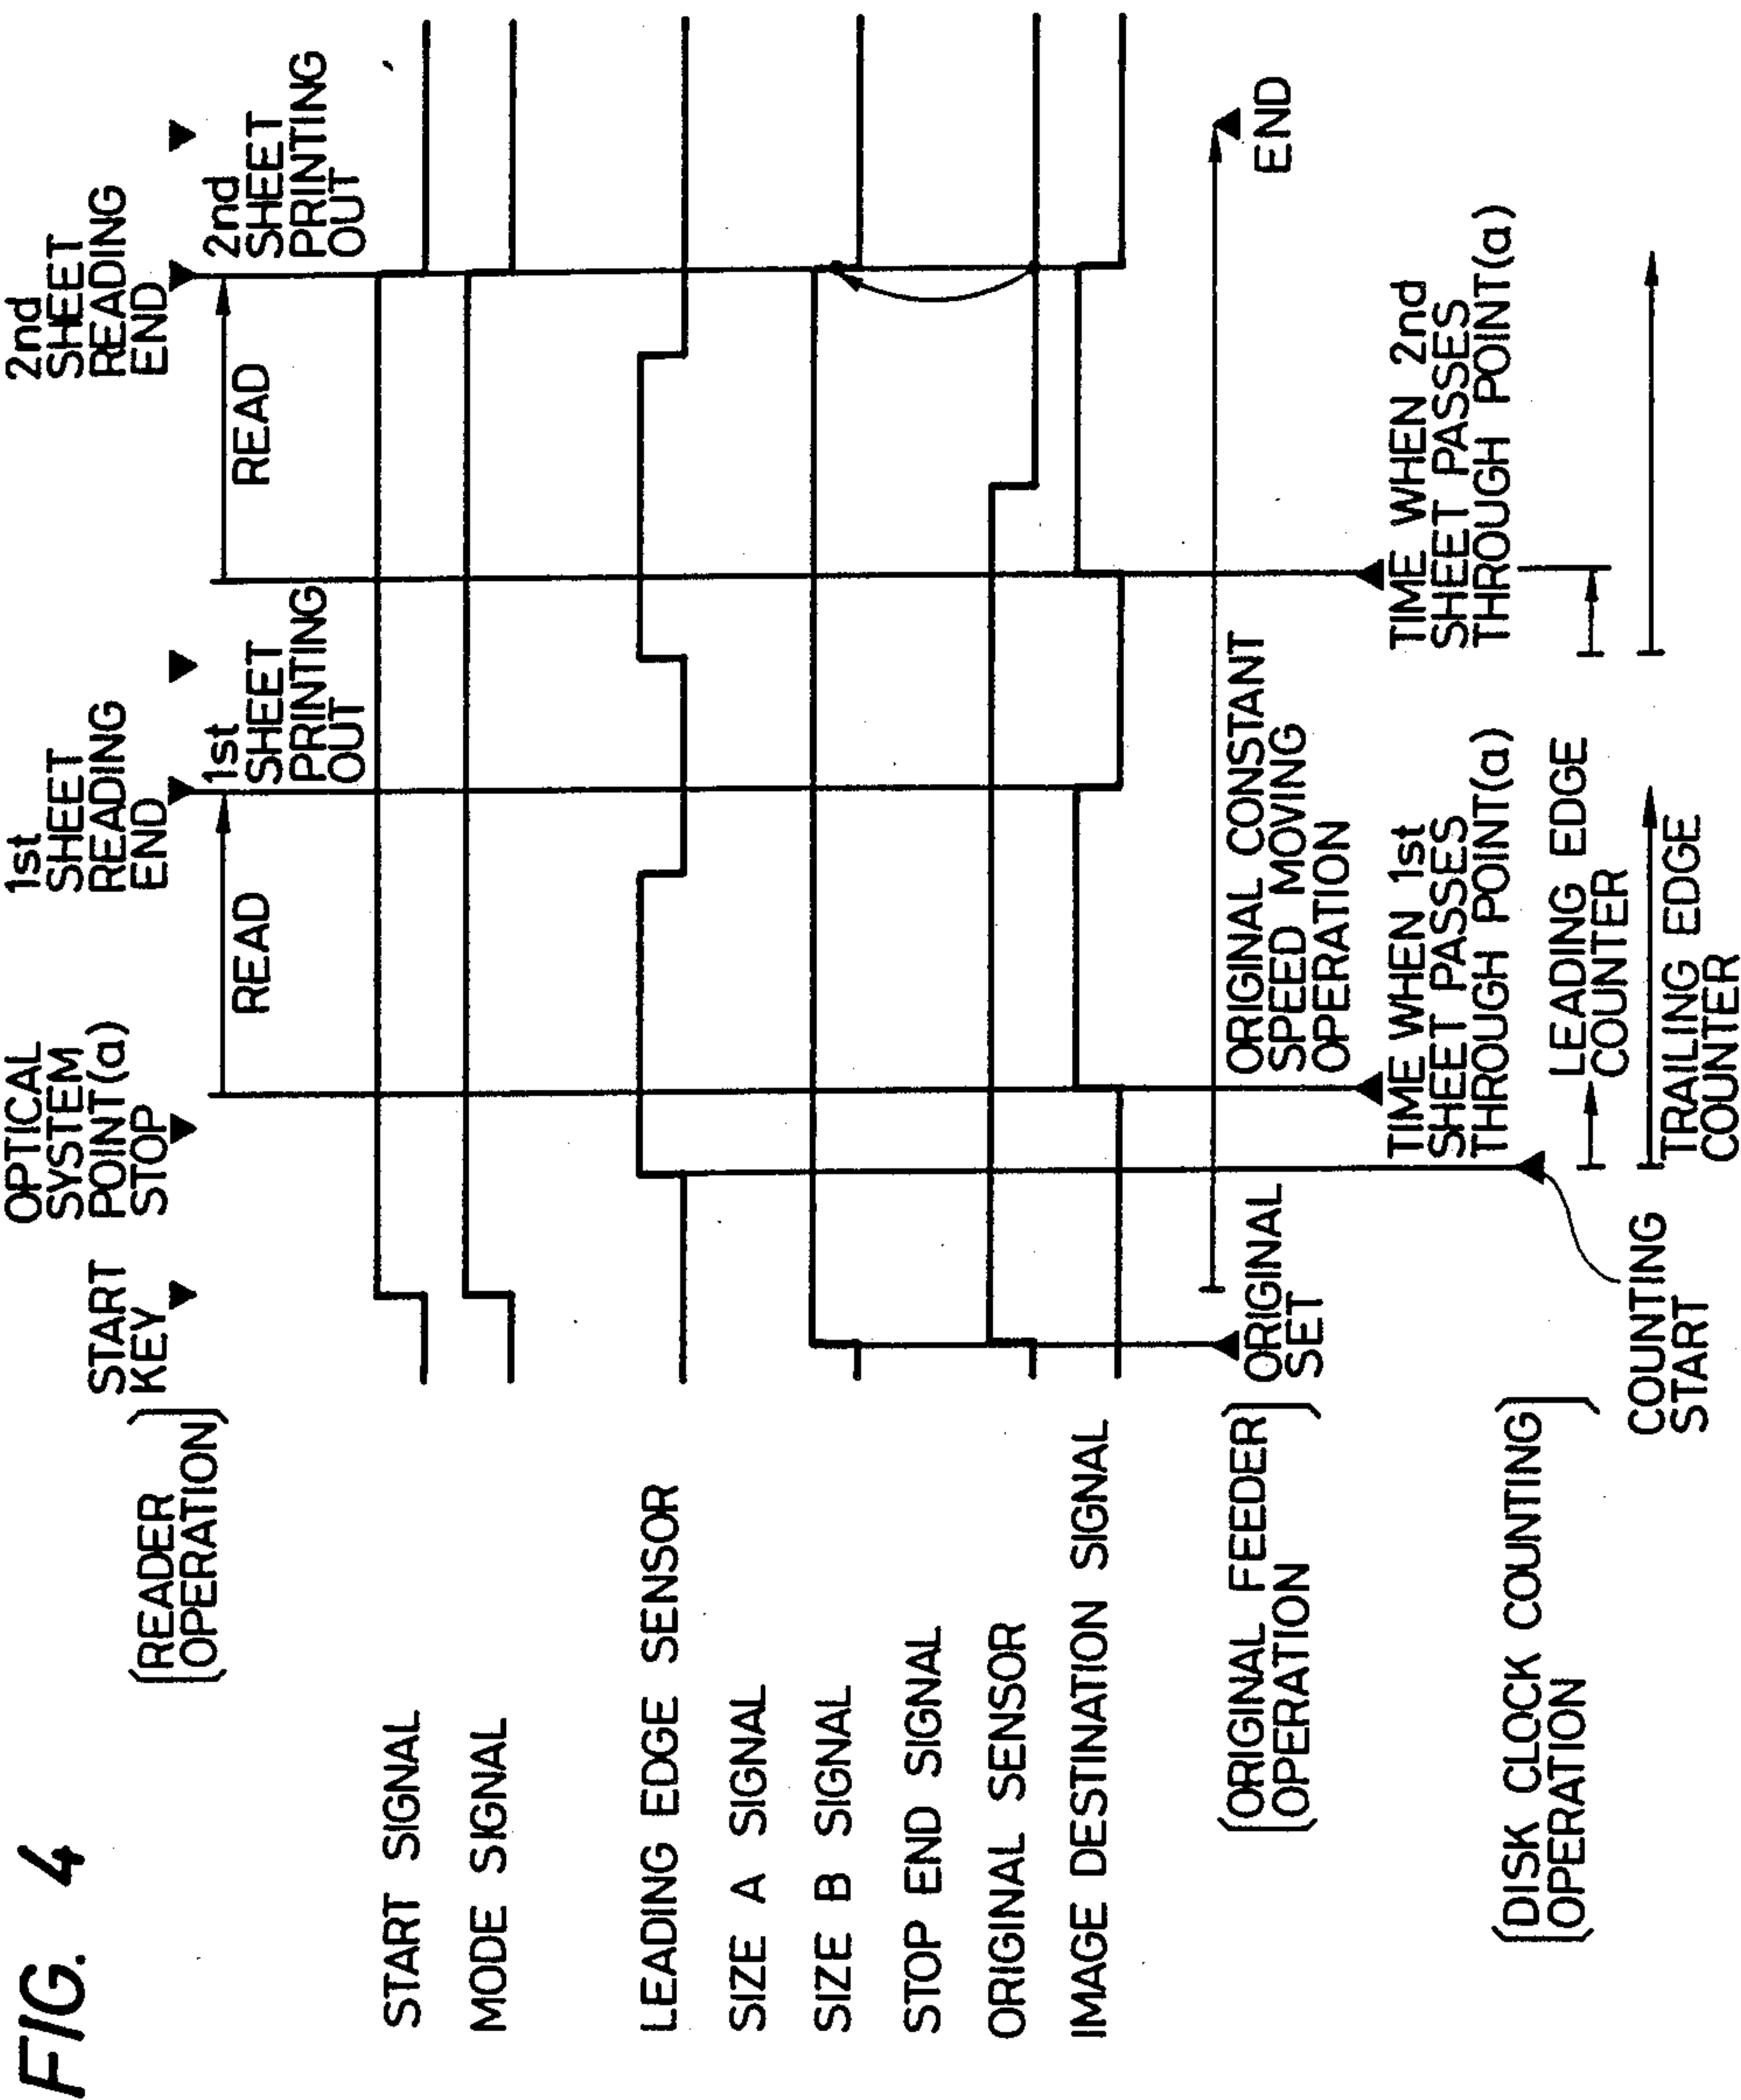 FIG. 4
(READER
OPERATION)
START
KEY
OPTICAL
SYSTEM
POINT(a)
STOP
1st
SHEET
READING
END
1st
SHEET
PRINTING
OUT
2nd
SHEET
READING
END
2nd
SHEET
PRINTING
OUT
READ
READ
START SIGNAL
MODE SIGNAL
LEADING EDGE SENSOR
SIZE A SIGNAL
SIZE B SIGNAL
STOP END SIGNAL
ORIGINAL SENSOR
IMAGE DESTINATION SIGNAL
(ORIGINAL FEEDER
OPERATION)
ORIGINAL
SET
ORIGINAL CONSTANT
SPEED MOVING
OPERATION
END
TIME WHEN 1st
SHEET PASSES
THROUGH POINT(a)
TIME WHEN 2nd
SHEET PASSES
THROUGH POINT(a)
(DISK CLOCK COUNTING
OPERATION)
COUNTING
START
LEADING EDGE
COUNTER
TRAILING EDGE
COUNTER